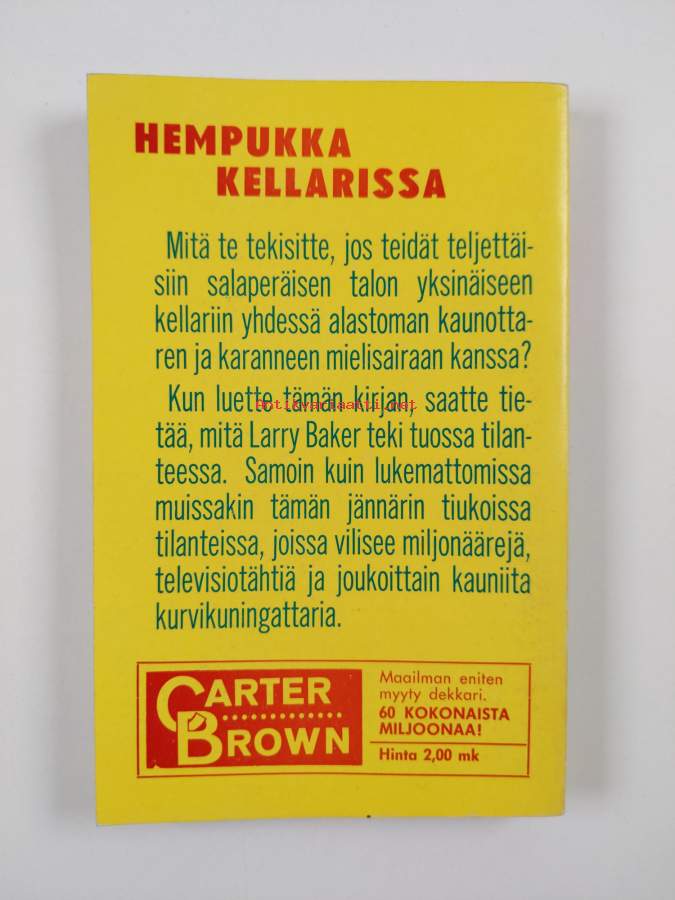 HEMPUKKA
KELLARISSA
Mitä te tekisitte, jos teidät teljettäi-
siin salaperäisen talon yksinäiseen
kellariin yhdessä alastoman kaunotta-
ren ja karanneen mielisairaan kanssa?
Kun luette tämän kirjan, saatte tie-
Antikvariaatti.net
tää, mitä Larry Baker teki tuossa tilan-
teessa. Samoin kuin lukemattomissa
muissakin tämän jännärin tiukoissa
tilanteissa, joissa vilisee miljonäärejä,
televisiotähtiä ja joukoittain kauniita
kurvikuningattaria.
CARTER
BROWN
Maailman eniten
myyty dekkari.
60 KOKONAISTA
MILJOONAA!
Hinta 2,00 mk